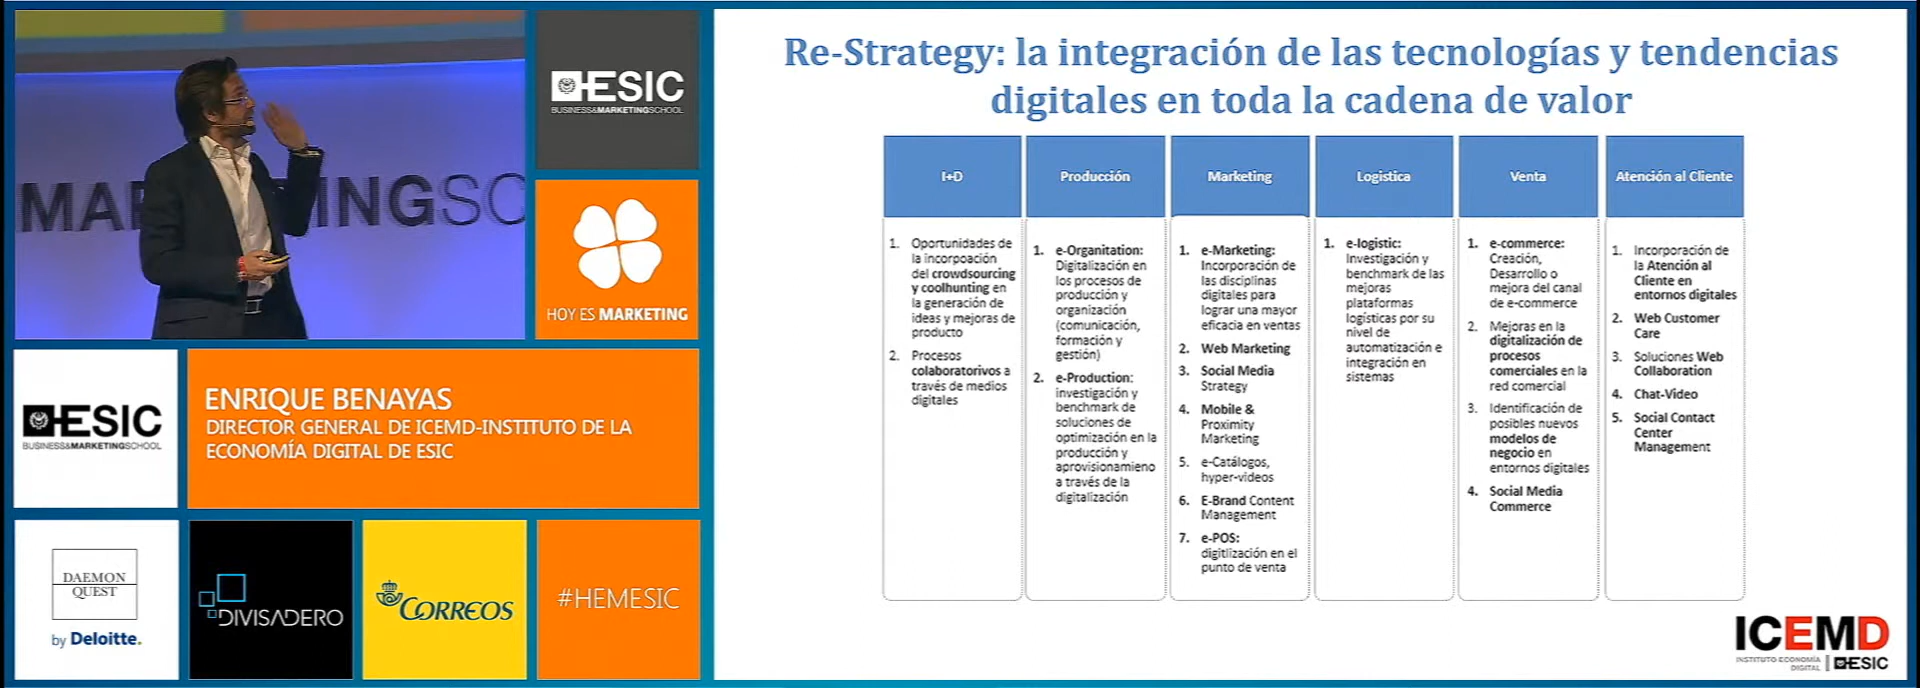 MARKETINGSC
ESIC
BUSINESS&MARKETINGSCHOOL
HOY ES MARKETING
ESIC
BUSINESS&MARKETINGSCHOOL
ENRIQUE BENAYAS
DIRECTOR GENERAL DE ICEMD-INSTITUTO DE LA
ECONOMÍA DIGITAL DE ESIC
DAEMON
QUEST
by Deloitte.
DIVISADERO
CORREOS
#HEMESIC
Re-Strategy: la integración de las tecnologías y tendencias
digitales en toda la cadena de valor
I+D
1. Oportunidades de
la incorpoación
del crowdsourcing
y coolhunting en
la generación de
ideas y mejoras de
producto
2. Procesos
colaboratorivos a
través de medios
digitales
Producción
1. e-Organitation:
Digitalización en
los procesos de
producción y
organización
(comunicación,
formación y
gestión)
2. e-Production:
investigación y
benchmark de
soluciones de
optimización en la
producción y
aprovisionamieno
a través de la
digitalización
Marketing
1. e-Marketing:
Incorporación de
las disciplinas
digitales para
lograr una mayor
eficacia en ventas
2. Web Marketing
3. Social Media
Strategy
4. Mobile &
Proximity
Marketing
5. e-Catálogos,
hyper-videos
6. E-Brand Content
Management
7. e-POS:
digitlización en el
punto de venta
Logistica
1. e-logistic:
Investigación y
benchmark de las
mejoras
plataformas
logísticas por su
nivel de
automatización e
integración en
sistemas
Venta
1. e-commerce:
Creación,
Desarrollo o
mejora del canal
de e-commerce
2. Mejoras en la
digitalización de
procesos
comerciales en la
red comercial
3. Identificación de
posibles nuevos
modelos de
negocio en
entornos digitales
4. Social Media
Commerce
Atención al Cliente
1. Incorporación de
la Atención al
Cliente en
entornos digitales
2. Web Customer
Care
3. Soluciones Web
Collaboration
4. Chat-Video
5. Social Contact
Center
Management
ICEMD
INSTITUTO ECONOMÍA
DIGITAL
ESIC